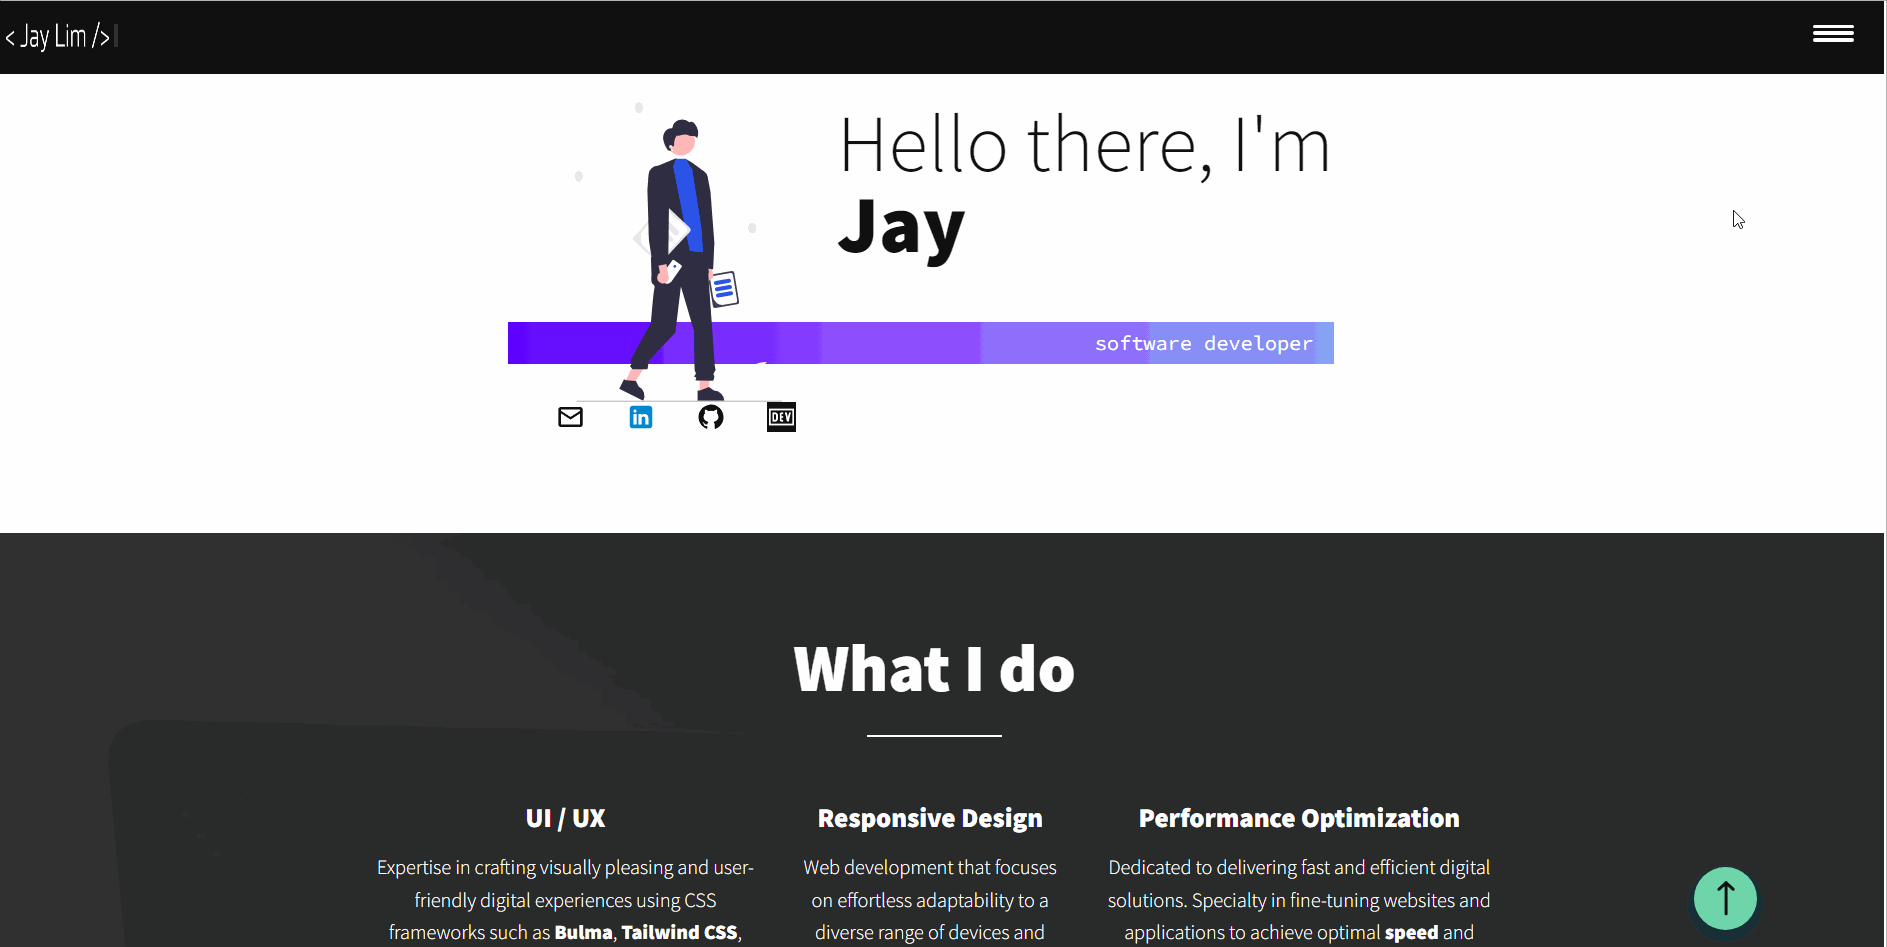 < Jay Lim />
Hello there, I'm
Jay
software developer
in
DEV
What I do
UI / UX
Expertise in crafting visually pleasing and user-
friendly digital experiences using CSS
frameworks such as Bulma, Tailwind CSS,
Responsive Design
Web development that focuses
on effortless adaptability to a
diverse range of devices and
Performance Optimization
Dedicated to delivering fast and efficient digital
solutions. Specialty in fine-tuning websites and
applications to achieve optimal speed and